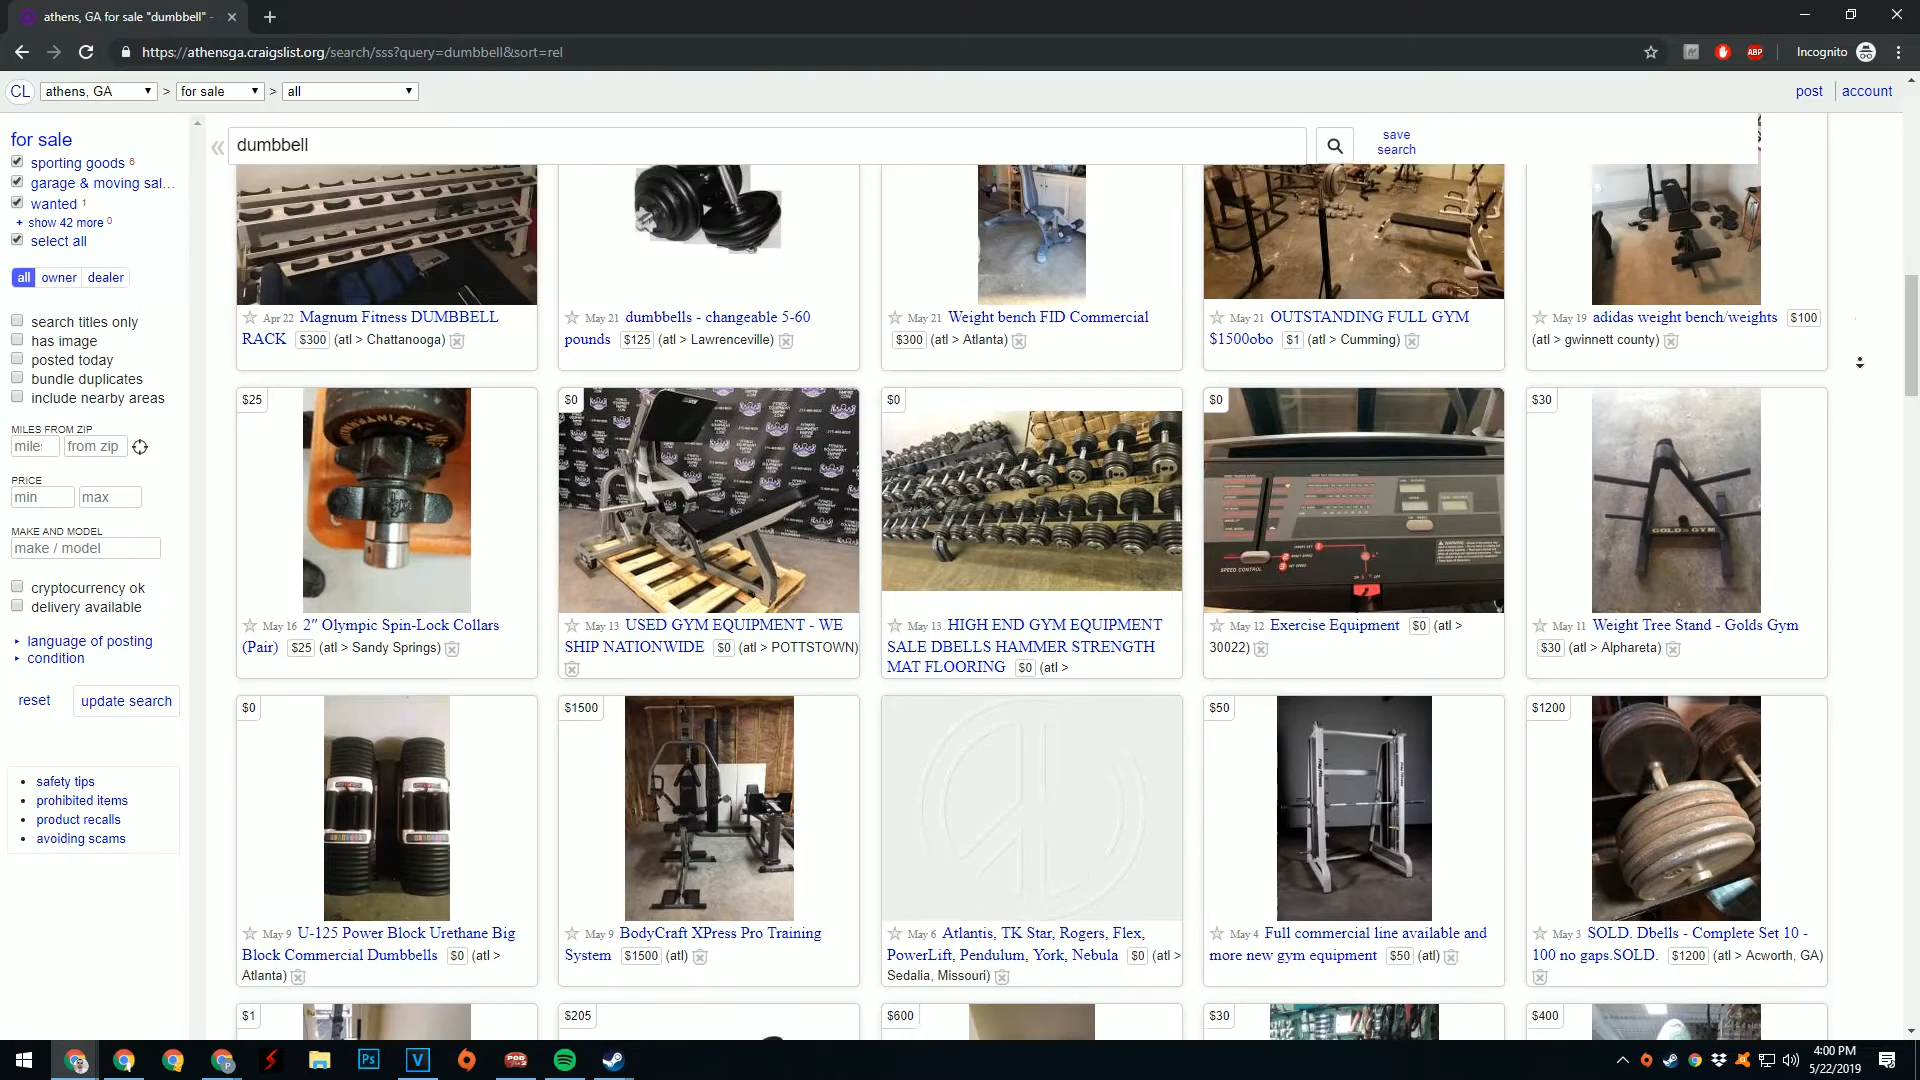 athens, GA for sale "dumbbell" -
https://athensga.craigslist.org/search/sss?query=dumbbell&sort=rel
ABP
Incognito
CL
athens, GA
>
for sale
>
all
post
account
for sale
sporting goods 6
garage & moving sal...
wanted 1
+ show 42 more 0
select all
all owner dealer
search titles only
has image
posted today
bundle duplicates
include nearby areas
MILES FROM ZIP
mile: from zip
PRICE
min max
MAKE AND MODEL
make / model
cryptocurrency ok
delivery available
language of posting
condition
reset update search
safety tips
prohibited items
product recalls
avoiding scams
«
dumbbell
save
search
Apr 22 Magnum Fitness DUMBBELL
RACK $300 (atl > Chattanooga)
May 21 dumbbells - changeable 5-60
pounds $125 (atl > Lawrenceville)
May 21 Weight bench FID Commercial
$300 (atl > Atlanta)
May 21 OUTSTANDING FULL GYM
$1500obo $1 (atl > Cumming)
May 19 adidas weight bench/weights $100
(atl > gwinnett county)
$25
May 16 2″ Olympic Spin-Lock Collars
(Pair) $25 (atl > Sandy Springs)
$0
May 13 USED GYM EQUIPMENT - WE
SHIP NATIONWIDE $0 (atl > POTTSTOWN)
$0
May 13 HIGH END GYM EQUIPMENT
SALE DBELLS HAMMER STRENGTH
MAT FLOORING $0 (atl >
$0
SPEED CONTROL
WARNING
May 12 Exercise Equipment $0 (atl >
30022)
$30
GOLD'S GYM
May 11 Weight Tree Stand - Golds Gym
$30 (atl > Alphareta)
$0
May 9 U-125 Power Block Urethane Big
Block Commercial Dumbbells $0 (atl >
Atlanta)
$1500
May 9 BodyCraft XPress Pro Training
System $1500 (atl)
May 6 Atlantis, TK Star, Rogers, Flex,
PowerLift, Pendulum, York, Nebula $0 (atl >
Sedalia, Missouri)
$50
May 4 Full commercial line available and
more new gym equipment $50 (atl)
$1200
May 3 SOLD. Dbells - Complete Set 10 -
100 no gaps.SOLD. $1200 (atl > Acworth, GA)
$1
$205
$600
$30
$400
Ps
V
4:00 PM
5/22/2019